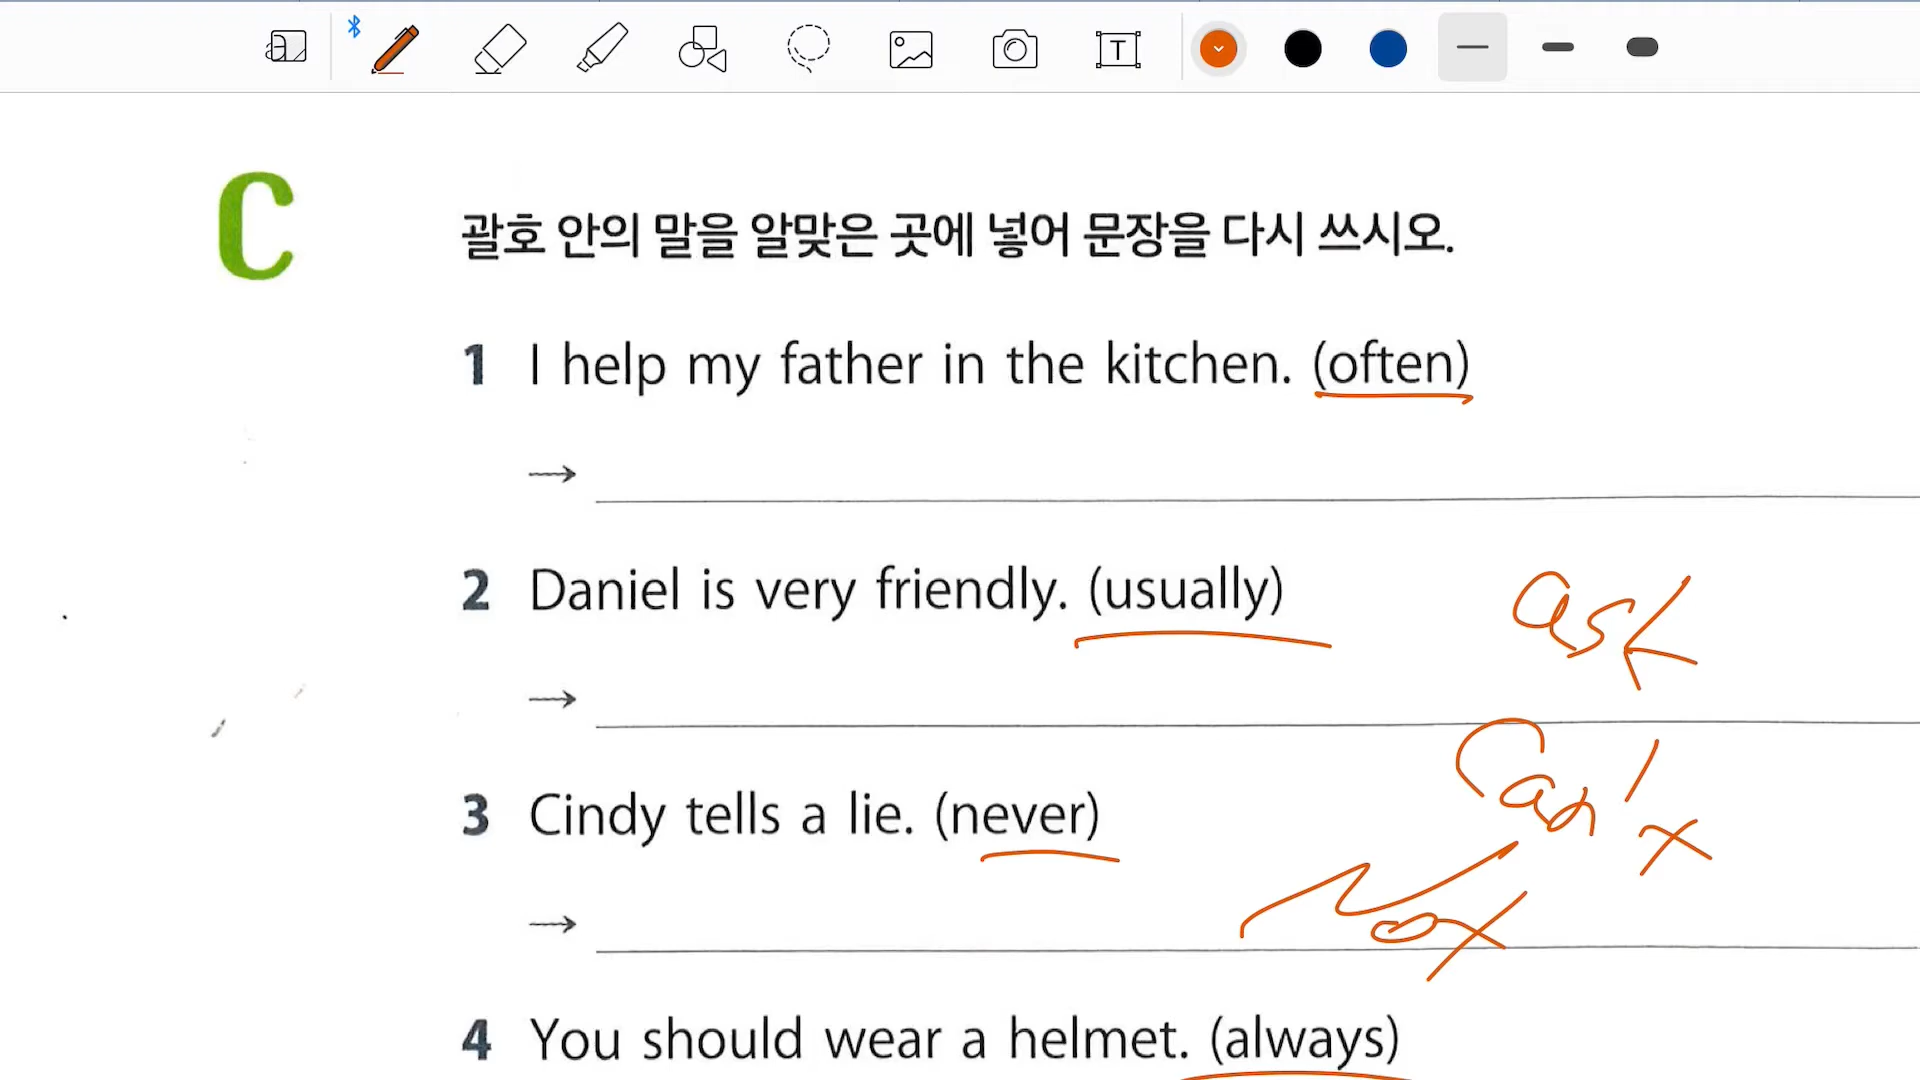 C
괄호 안의 말을 알맞은 곳에 넣어 문장을 다시 쓰시오.
1 I help my father in the kitchen. (often)
→
2 Daniel is very friendly. (usually)
ask
→
can't
3 Cindy tells a lie. (never)
not
→
4 You should wear a helmet. (always)